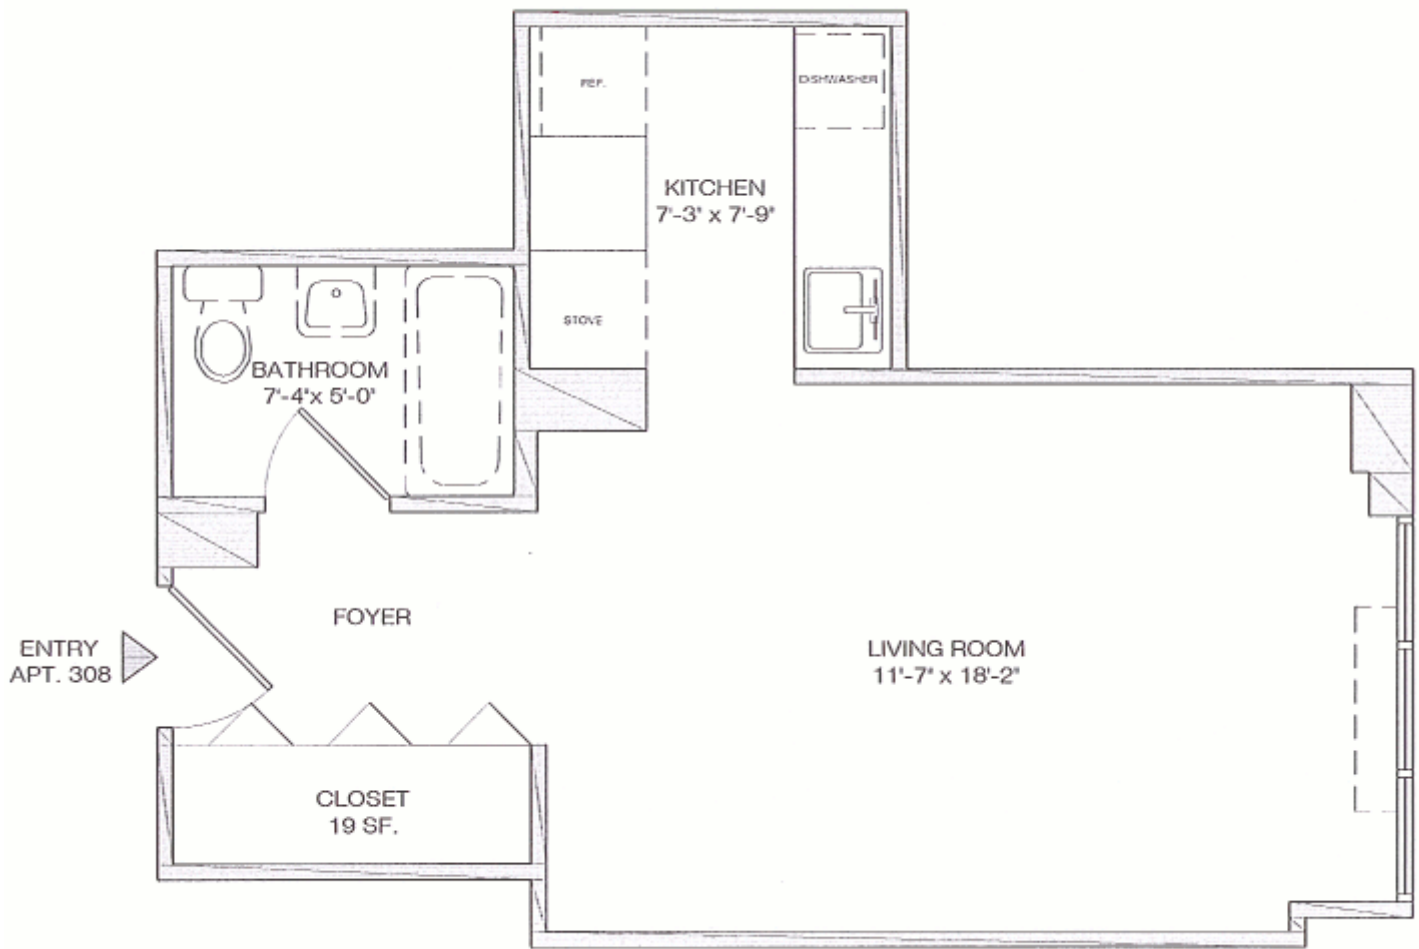 REF.
DISHWASHER
KITCHEN
7'-3" x 7'-9"
STOVE
BATHROOM
7'-4"x 5'-0"
FOYER
ENTRY
APT. 308
LIVING ROOM
11'-7" x 18'-2"
CLOSET
19 SF.